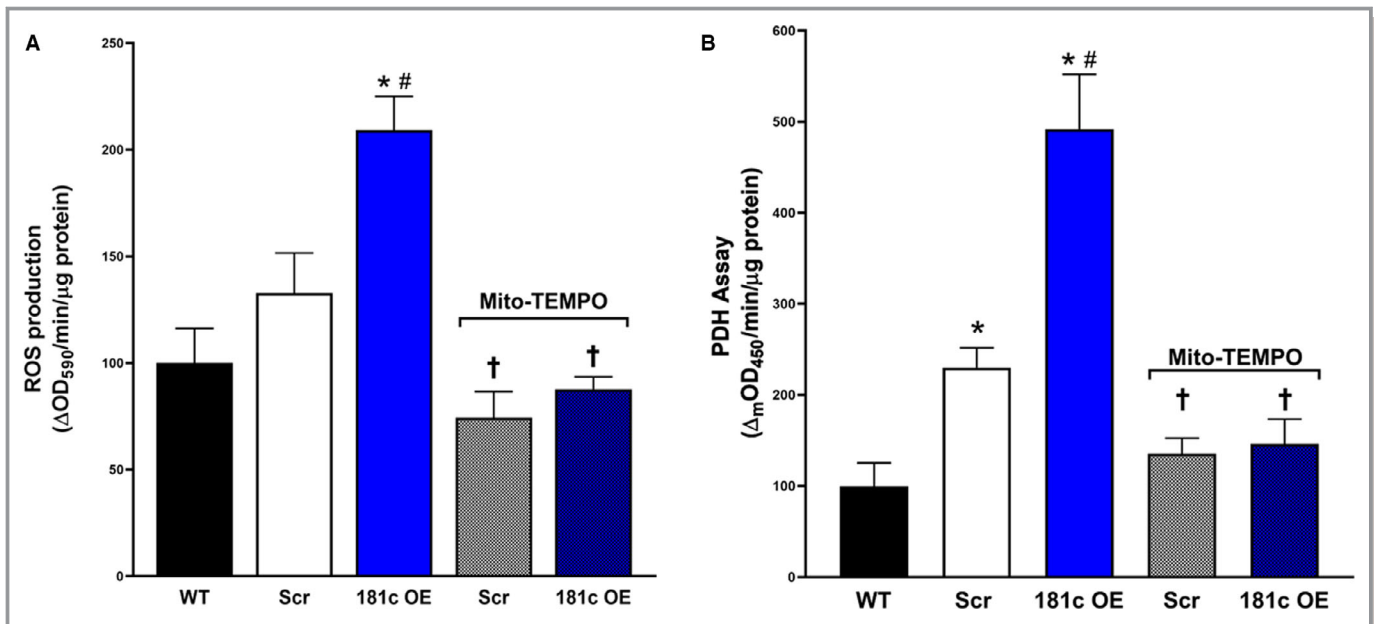 A
ROS production
(ΔOD590/min/μg protein)
250
200
150
100
50
0
* #
Mito-TEMPO
† †
WT Scr 181c OE Scr 181c OE
B
PDH Assay
(ΔmOD450/min/μg protein)
600
500
400
300
200
100
0
* #
*
Mito-TEMPO
† †
WT Scr 181c OE Scr 181c OE